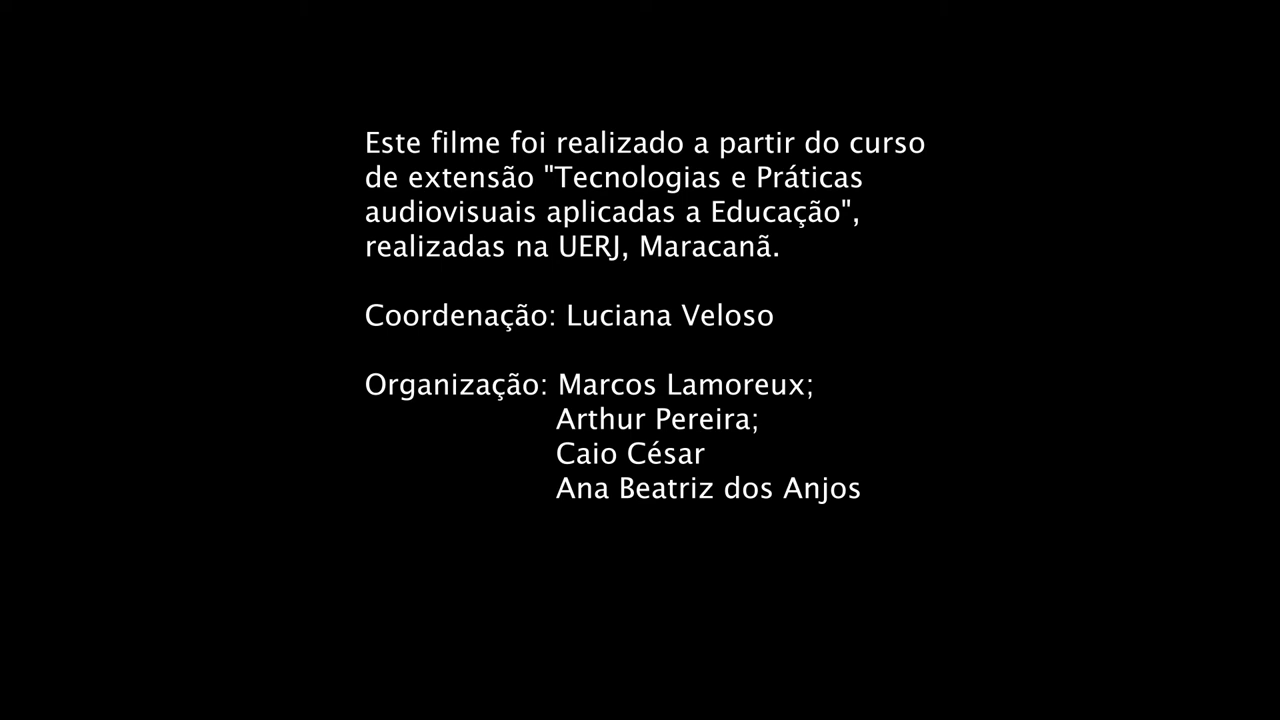 Este filme foi realizado a partir do curso
de extensão "Tecnologias e Práticas
audiovisuais aplicadas a Educação",
realizadas na UERJ, Maracanã.
Coordenação: Luciana Veloso
Organização: Marcos Lamoreux;
Arthur Pereira;
Caio César
Ana Beatriz dos Anjos